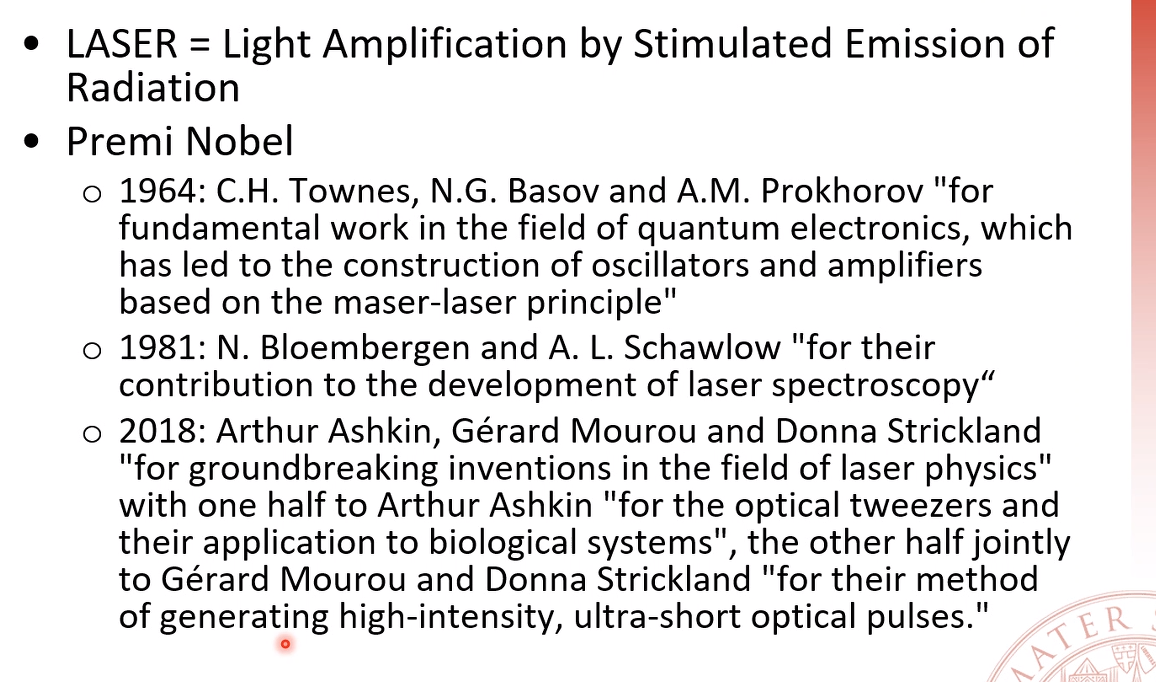 • LASER = Light Amplification by Stimulated Emission of
Radiation
• Premi Nobel
○ 1964: C.H. Townes, N.G. Basov and A.M. Prokhorov "for
fundamental work in the field of quantum electronics, which
has led to the construction of oscillators and amplifiers
based on the maser-laser principle"
○ 1981: N. Bloembergen and A. L. Schawlow "for their
contribution to the development of laser spectroscopy“
○ 2018: Arthur Ashkin, Gérard Mourou and Donna Strickland
"for groundbreaking inventions in the field of laser physics"
with one half to Arthur Ashkin "for the optical tweezers and
their application to biological systems", the other half jointly
to Gérard Mourou and Donna Strickland "for their method
of generating high-intensity, ultra-short optical pulses."
MATER S